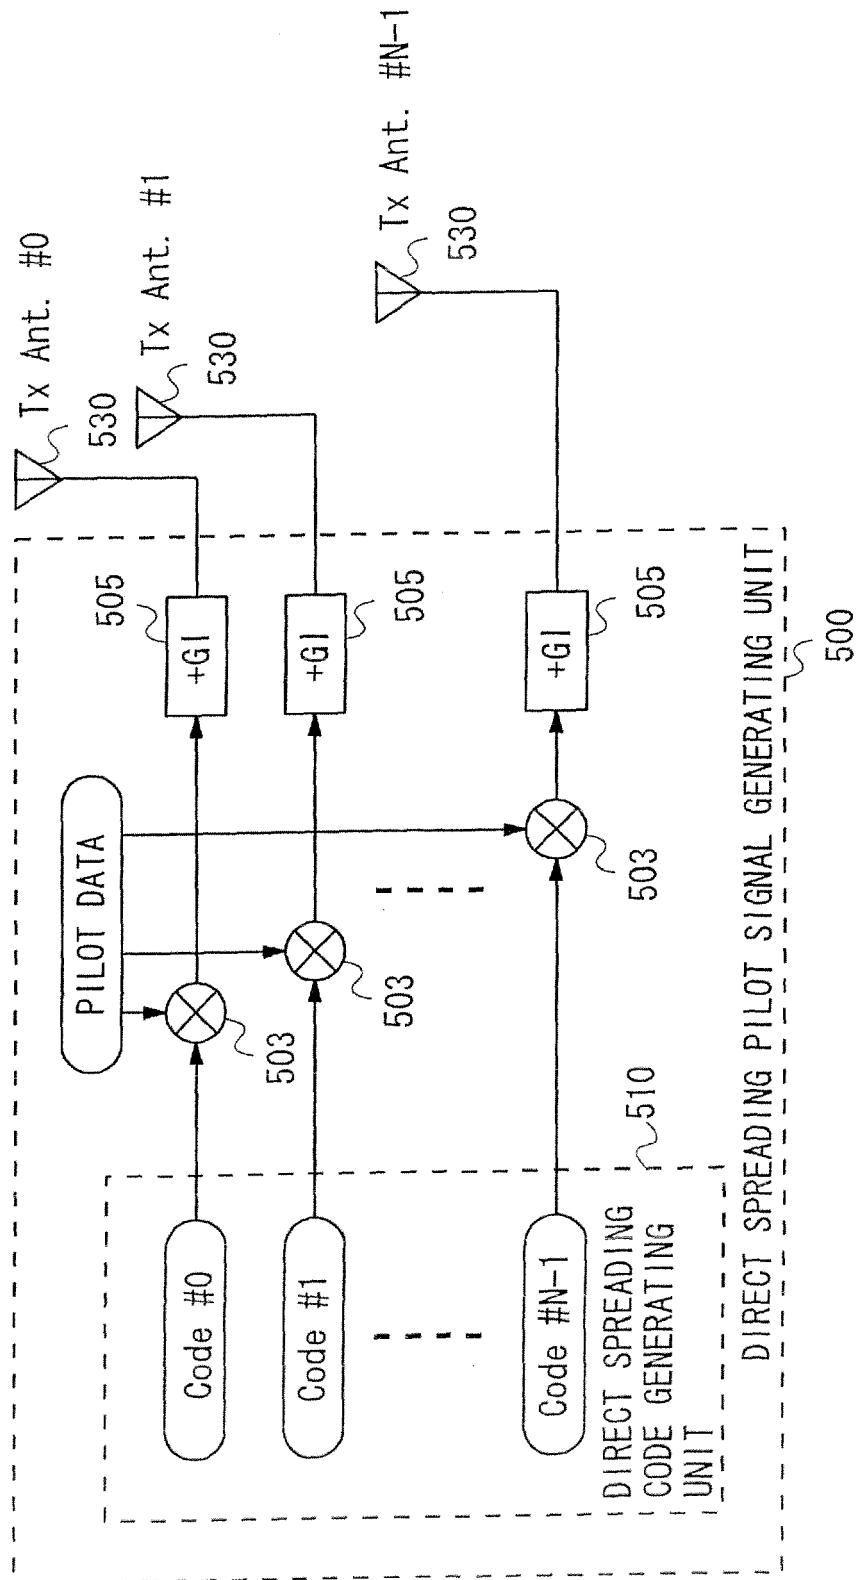 Tx Ant. #0
530
Tx Ant. #1
530
Tx Ant. #N-1
530
PILOT DATA
505
+GI
505
+GI
505
+GI
503
503
503
510
Code #0
Code #1
Code #N-1
DIRECT SPREADING
CODE GENERATING
UNIT
DIRECT SPREADING PILOT SIGNAL GENERATING UNIT
500